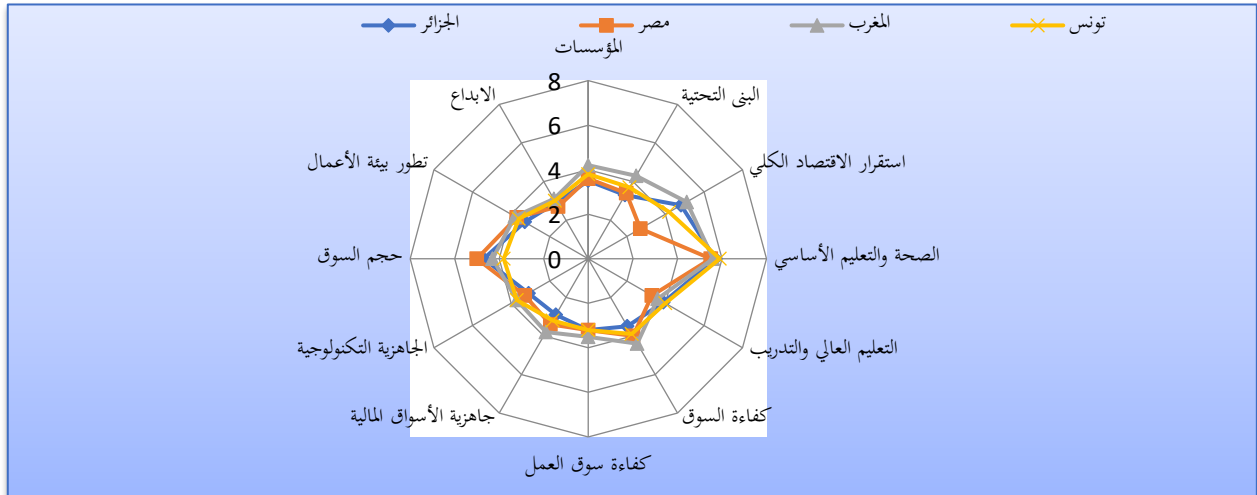 الجزائر مصر المغرب تونس
المؤسسات
8
الابداع
البنى التحتية
6
تطور بيئة الأعمال
استقرار الاقتصاد الكلي
4
2
حجم السوق
0
الصحة والتعليم الأساسي
الجاهزية التكنولوجية
التعليم العالي والتدريب
جاهزية الأسواق المالية
كفاءة السوق
كفاءة سوق العمل